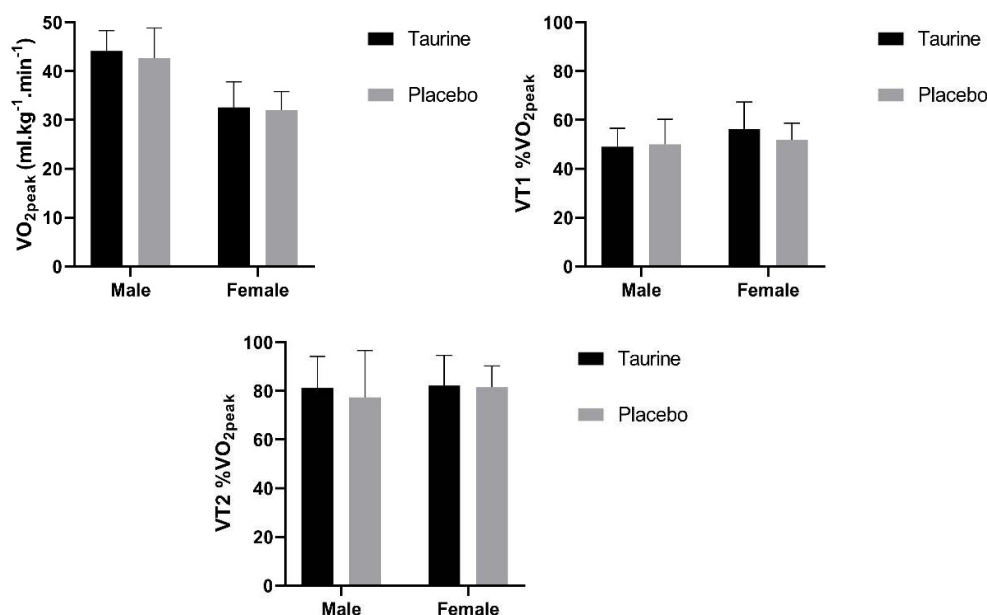 VO₂peak (ml.kg⁻¹.min⁻¹)
50
40
30
20
10
0
Male Female
Taurine
Placebo
VT1 %VO₂peak
100
80
60
40
20
0
Male Female
Taurine
Placebo
VT2 %VO₂peak
100
80
60
40
20
0
Male Female
Taurine
Placebo